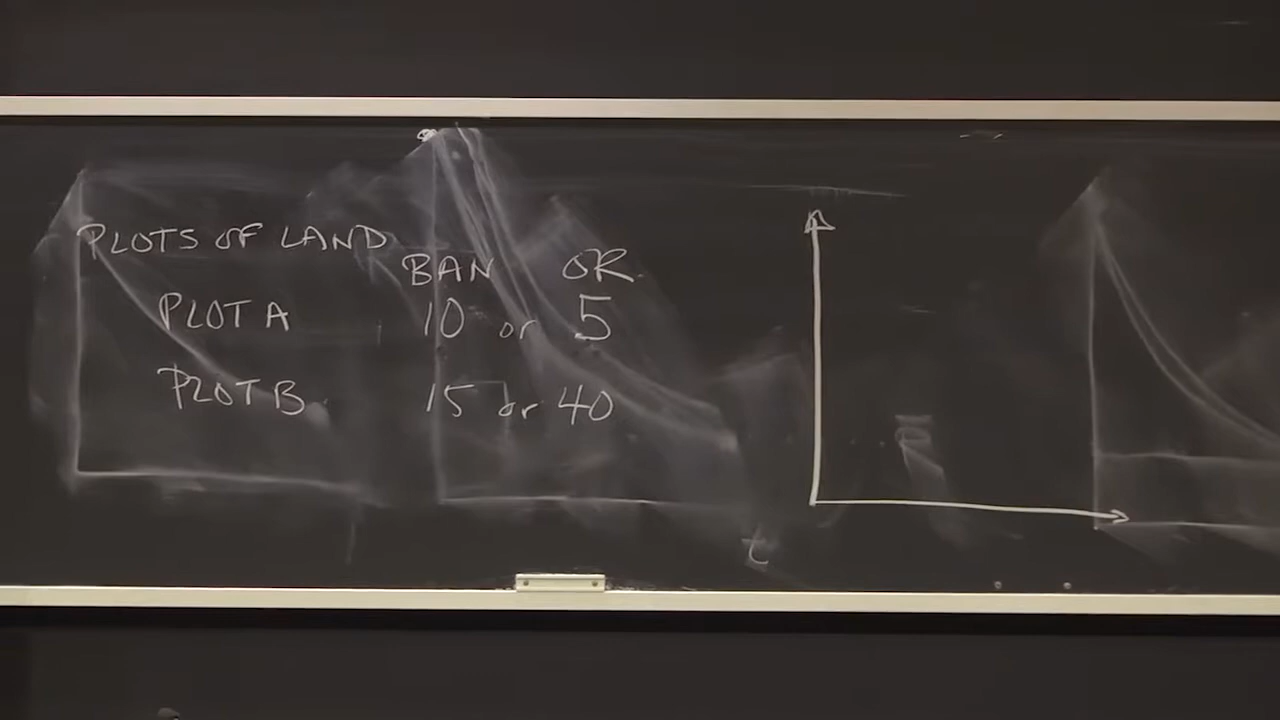 PLOTS OF LAND
BAN OR.
PLOT A 10 or 5
PLOT B. 15 or 40